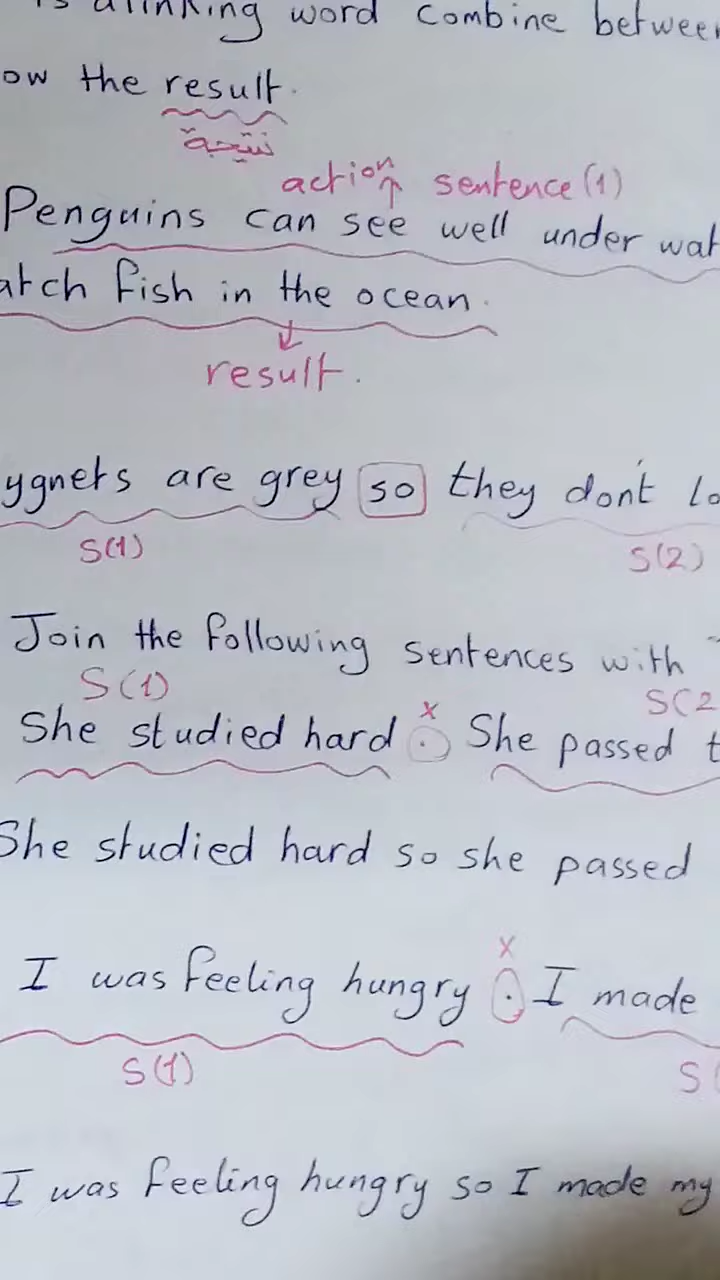 is a linking word combine between
ow the result.
نتيجة
action sentence (1)
Penguins can see well under wat
atch fish in the ocean.
result.
ygnets are grey so they don't lo
S(1) S(2)
Join the following sentences with
S(1) S(2
She studied hard . She passed t
She studied hard so she passed
I was feeling hungry . I made
S(1) S(
I was feeling hungry so I made my